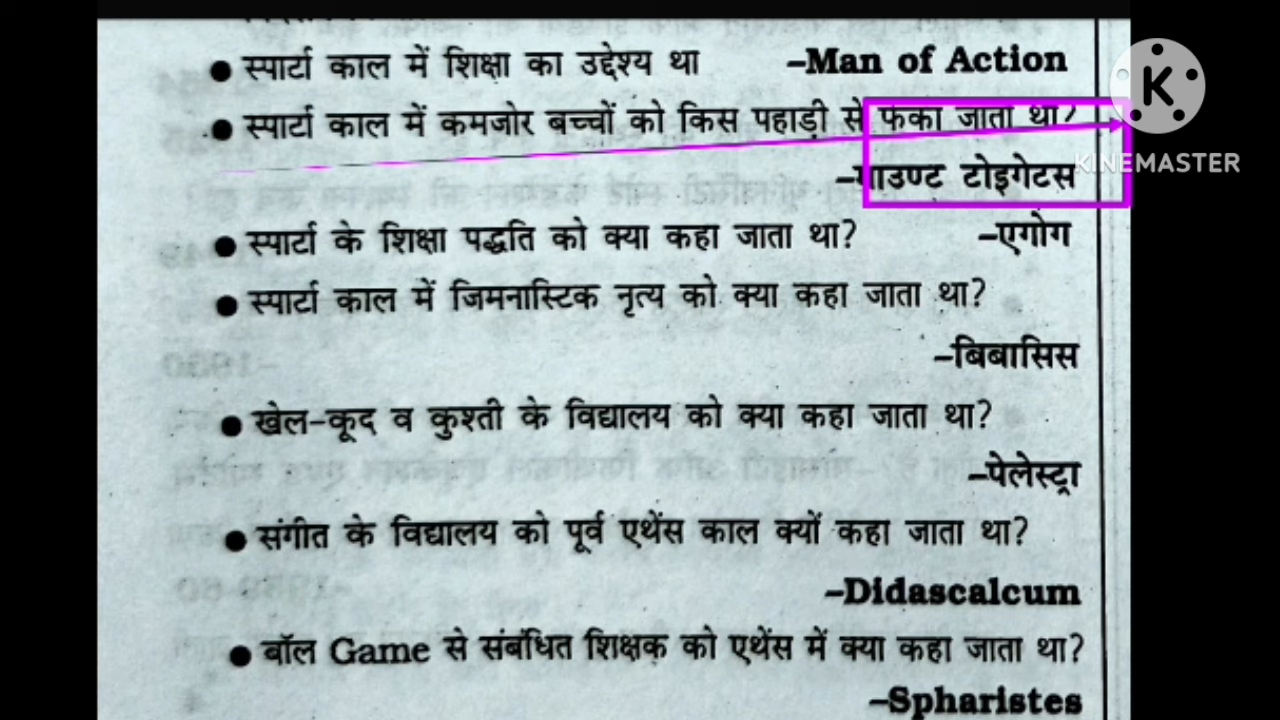 स्पार्टा काल में शिक्षा का उद्देश्य था –Man of Action
स्पार्टा काल में कमजोर बच्चों को किस पहाड़ी से फेंका जाता था?
–माउण्ट टोइगेटस
स्पार्टा के शिक्षा पद्धति को क्या कहा जाता था? –एगोग
स्पार्टा काल में जिमनास्टिक नृत्य को क्या कहा जाता था?
–बिबासिस
खेल-कूद व कुश्ती के विद्यालय को क्या कहा जाता था?
–पेलेस्ट्रा
संगीत के विद्यालय को पूर्व एथेंस काल क्यों कहा जाता था?
–Didascalcum
बॉल Game से संबंधित शिक्षक को एथेंस में क्या कहा जाता था?
–Spharistes
K
KINEMASTER